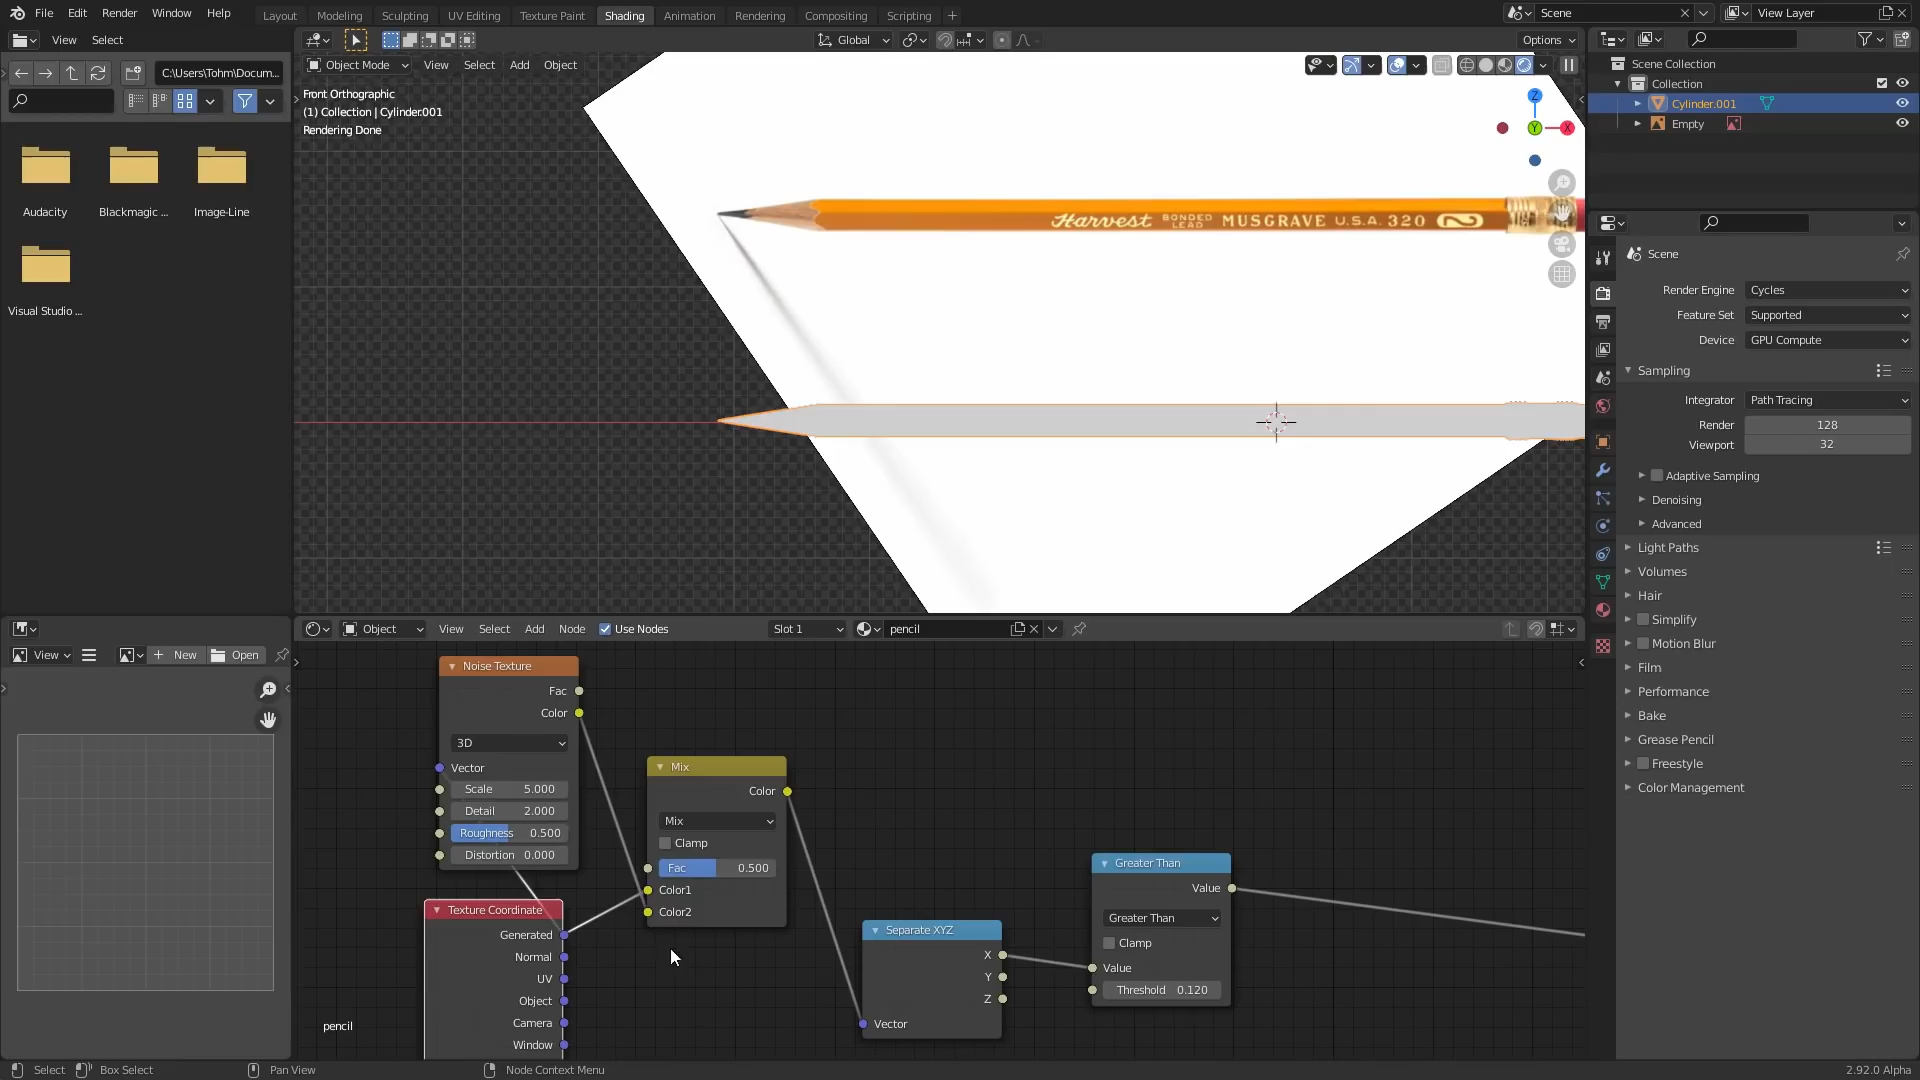 File Edit Render Window Help
Layout Modeling Sculpting UV Editing Texture Paint Shading Animation Rendering Compositing Scripting +
Scene
View Layer
View Select
Global
Options
C:\Users\Tohm\Docum...
Object Mode View Select Add Object
Front Orthographic
(1) Collection | Cylinder.001
Rendering Done
Audacity Blackmagic ... Image-Line
Visual Studio ...
Harvest BONDED LEAD MUSGRAVE U.S.A. 320 2
Z
Y
X
Scene Collection
Collection
Cylinder.001
Empty
Scene
Render Engine Cycles
Feature Set Supported
Device GPU Compute
Sampling
Integrator Path Tracing
Render 128
Viewport 32
Adaptive Sampling
Denoising
Advanced
Light Paths
Volumes
Hair
Simplify
Motion Blur
Film
Performance
Bake
Grease Pencil
Freestyle
Color Management
View New Open
Object View Select Add Node Use Nodes Slot 1 pencil
Noise Texture
Fac
Color
3D
Vector
Scale 5.000
Detail 2.000
Roughness 0.500
Distortion 0.000
Mix
Color
Mix
Clamp
Fac 0.500
Color1
Color2
Texture Coordinate
Generated
Normal
UV
Object
Camera
Window
Separate XYZ
X
Y
Z
Vector
Greater Than
Value
Greater Than
Clamp
Value
Threshold 0.120
pencil
Select Box Select Pan View Node Context Menu 2.92.0 Alpha